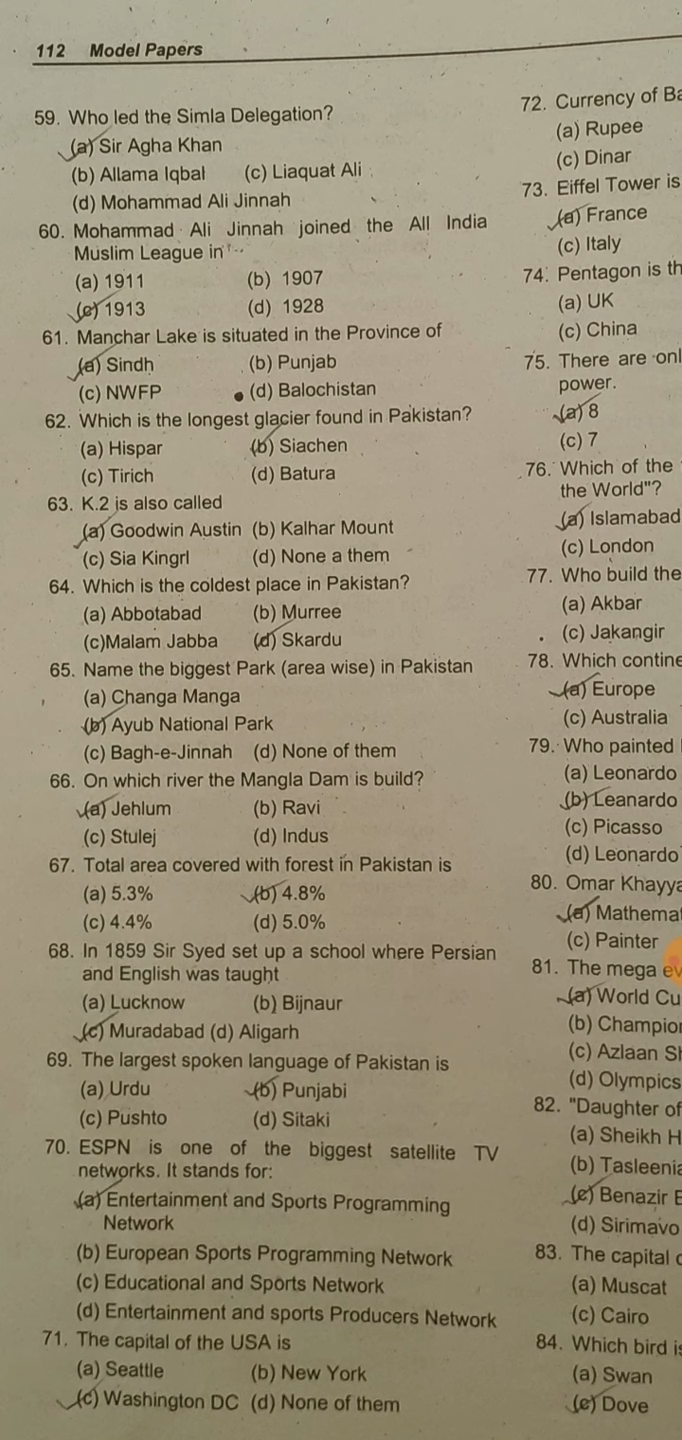 112 Model Papers
59. Who led the Simla Delegation?
(a) Sir Agha Khan
(b) Allama Iqbal (c) Liaquat Ali
(d) Mohammad Ali Jinnah
60. Mohammad Ali Jinnah joined the All India
Muslim League in
(a) 1911 (b) 1907
(c) 1913 (d) 1928
61. Manchar Lake is situated in the Province of
(a) Sindh (b) Punjab
(c) NWFP (d) Balochistan
62. Which is the longest glacier found in Pakistan?
(a) Hispar (b) Siachen
(c) Tirich (d) Batura
63. K.2 is also called
(a) Goodwin Austin (b) Kalhar Mount
(c) Sia Kingrl (d) None a them
64. Which is the coldest place in Pakistan?
(a) Abbotabad (b) Murree
(c)Malam Jabba (d) Skardu
65. Name the biggest Park (area wise) in Pakistan
(a) Changa Manga
(b) Ayub National Park
(c) Bagh-e-Jinnah (d) None of them
66. On which river the Mangla Dam is build?
(a) Jehlum (b) Ravi
(c) Stulej (d) Indus
67. Total area covered with forest in Pakistan is
(a) 5.3% (b) 4.8%
(c) 4.4% (d) 5.0%
68. In 1859 Sir Syed set up a school where Persian
and English was taught
(a) Lucknow (b) Bijnaur
(c) Muradabad (d) Aligarh
69. The largest spoken language of Pakistan is
(a) Urdu (b) Punjabi
(c) Pushto (d) Sitaki
70. ESPN is one of the biggest satellite TV
networks. It stands for:
(a) Entertainment and Sports Programming
Network
(b) European Sports Programming Network
(c) Educational and Sports Network
(d) Entertainment and sports Producers Network
71. The capital of the USA is
(a) Seattle (b) New York
(c) Washington DC (d) None of them
72. Currency of
(a) Rupee
(c) Dinar
73. Eiffel Tower is
(a) France
(c) Italy
74. Pentagon is
(a) UK
(c) China
75. There are
power.
(a) 8
(c) 7
76. Which of the
the World"?
(a) Islamabad
(c) London
77. Who build the
(a) Akbar
(c) Jakangir
78. Which
(a) Europe
(c) Australia
79. Who painted
(a) Leonardo
(b) Leanardo
(c) Picasso
(d) Leonardo
80. Omar
(a)
(c) Painter
81. The mega
(a) World
(b)
(c) Azlaan
(d) Olympics
82. "Daughter of
(a) Sheikh
(b)
(c) Benazir
(d) Sirimavo
83. The capital
(a) Muscat
(c) Cairo
84. Which bird
(a) Swan
(c) Dove